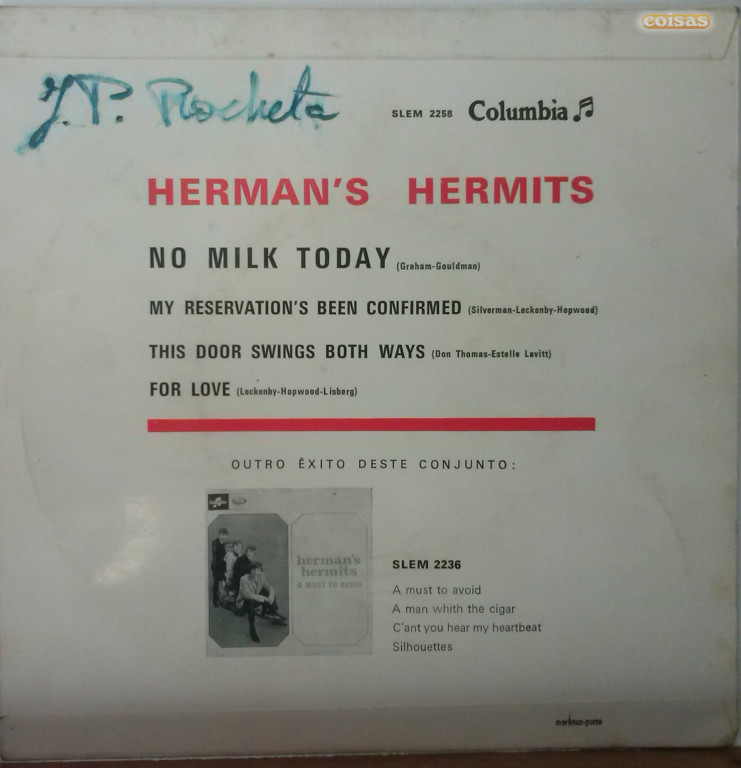 coisas
J.P. Rocheta
SLEM 2258 Columbia
HERMAN'S HERMITS
NO MILK TODAY (Graham-Gouldman)
MY RESERVATION'S BEEN CONFIRMED (Silverman-Leckenby-Hopwood)
THIS DOOR SWINGS BOTH WAYS (Don Thomas-Estelle Levitt)
FOR LOVE (Leckenby-Hopwood-Lisberg)
OUTRO ÊXITO DESTE CONJUNTO:
herman's
hermits
A MUST TO AVOID
SLEM 2236
A must to avoid
A man whith the cigar
C'ant you hear my heartbeat
Silhouettes